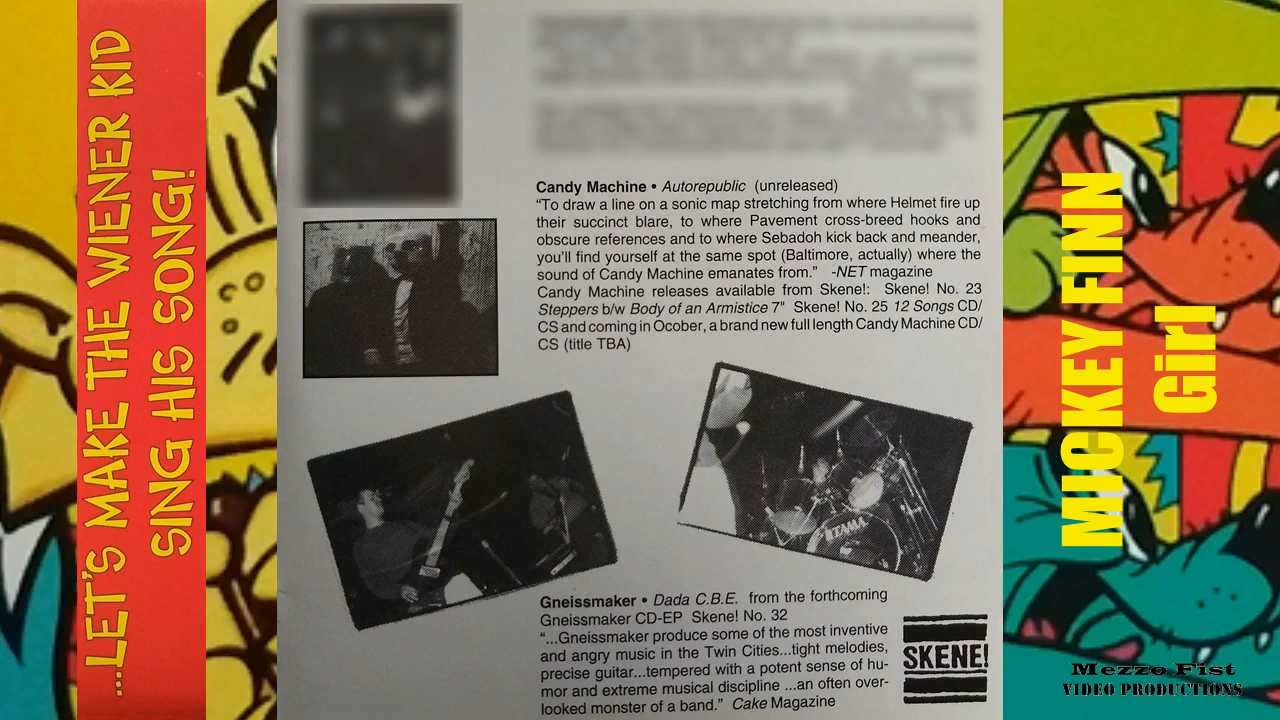 ...LET'S MAKE THE WIENER KID
SING HIS SONG!
Candy Machine • Autorepublic (unreleased)
“To draw a line on a sonic map stretching from where Helmet fire up
their succinct blare, to where Pavement cross-breed hooks and
obscure references and to where Sebadoh kick back and meander,
you'll find yourself at the same spot (Baltimore, actually) where the
sound of Candy Machine emanates from.” -NET magazine
Candy Machine releases available from Skene!: Skene! No. 23
Steppers b/w Body of an Armistice 7" Skene! No. 25 12 Songs CD/
CS and coming in Ocober, a brand new full length Candy Machine CD/
CS (title TBA)
TAMA
Gneissmaker • Dada C.B.E. from the forthcoming
Gneissmaker CD-EP Skene! No. 32
“...Gneissmaker produce some of the most inventive
and angry music in the Twin Cities...tight melodies,
precise guitar...tempered with a potent sense of hu-
mor and extreme musical discipline ...an often over-
looked monster of a band.” Cake Magazine
SKENE!
MICKEY FINN
Girl
Mezzo Fist
VIDEO PRODUCTIONS